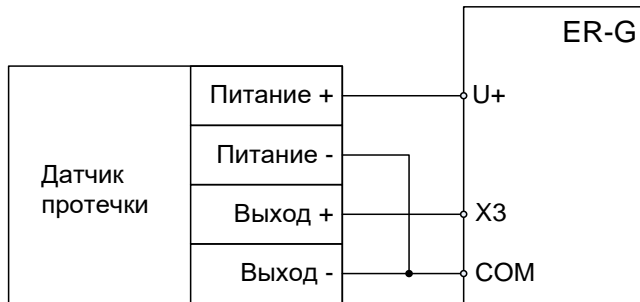 ER-G
Питание +
U+
Питание -
Датчик
протечки
Выход +
X3
Выход -
COM